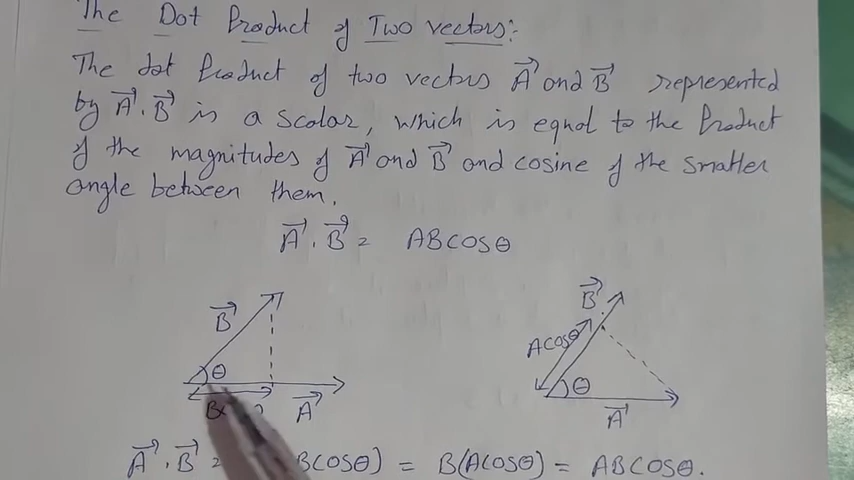 The Dot Product of Two vectors:
The dot Product of two vectors A⃗ and B⃗ represented
by A⃗ . B⃗ is a scalar, which is equal to the Product
of the magnitudes of A⃗ and B⃗ and cosine of the smaller
angle between them.
A⃗ . B⃗ = ABCOSθ
B⃗
θ
A⃗
B⃗
ACOSθ
θ
A⃗
A⃗ . B⃗ = BCOSθ) = B(ACOSθ) = ABCOSθ.